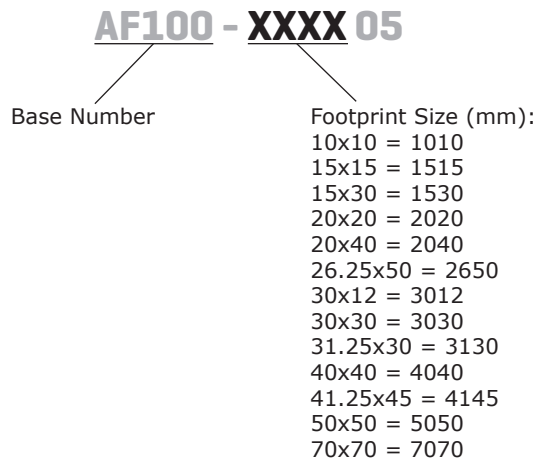 AF100 - XXXX 05
Base Number
Footprint Size (mm):
10x10 = 1010
15x15 = 1515
15x30 = 1530
20x20 = 2020
20x40 = 2040
26.25x50 = 2650
30x12 = 3012
30x30 = 3030
31.25x30 = 3130
40x40 = 4040
41.25x45 = 4145
50x50 = 5050
70x70 = 7070